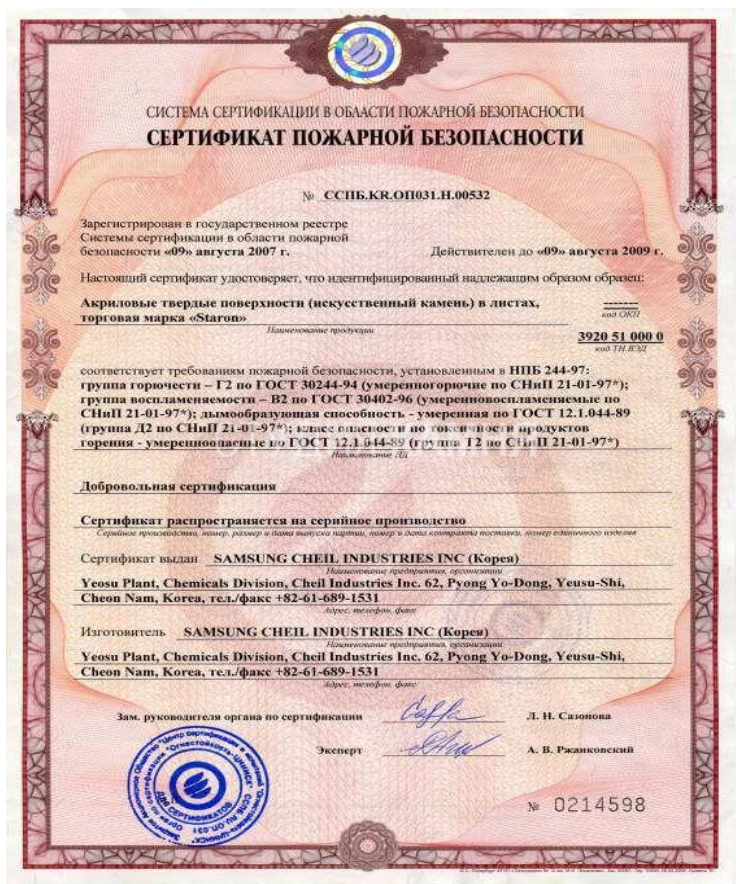 СИСТЕМА СЕРТИФИКАЦИИ В ОБЛАСТИ ПОЖАРНОЙ БЕЗОПАСНОСТИ
СЕРТИФИКАТ ПОЖАРНОЙ БЕЗОПАСНОСТИ
№ ССПБ.KR.ОП031.Н.00532
Зарегистрирован в государственном реестре
Системы сертификации в области пожарной
безопасности «09» августа 2007 г. Действителен до «09» августа 2009 г.
Настоящий сертификат удостоверяет, что идентифицированный надлежащим образом образец:
Акриловые твердые поверхности (искусственный камень) в листах, -------
торговая марка «Staron» код ОКП
Наименование продукции
3920 51 000 0
код ТН ВЭД
соответствует требованиям пожарной безопасности, установленным в НПБ 244-97:
группа горючести – Г2 по ГОСТ 30244-94 (умеренногорючие по СНиП 21-01-97*);
группа воспламеняемости – В2 по ГОСТ 30402-96 (умеренновоспламеняемые по
СНиП 21-01-97*); дымообразующая способность - умеренная по ГОСТ 12.1.044-89
(группа Д2 по СНиП 21-01-97*); класс опасности по токсичности продуктов
горения - умеренноопасные по ГОСТ 12.1.044-89 (группа Т2 по СНиП 21-01-97*)
Наименование НД
Добровольная сертификация
Сертификат распространяется на серийное производство
Серийное производство, номер, размер и дата выпуска партии, номер и дата контракта поставки, номер единичного изделия
Сертификат выдан SAMSUNG CHEIL INDUSTRIES INC (Корея)
Наименование предприятия, организации
Yeosu Plant, Chemicals Division, Cheil Industries Inc. 62, Pyong Yo-Dong, Yeusu-Shi,
Cheon Nam, Korea, тел./факс +82-61-689-1531
Адрес, телефон, факс
Изготовитель SAMSUNG CHEIL INDUSTRIES INC (Корея)
Наименование предприятия, организации
Yeosu Plant, Chemicals Division, Cheil Industries Inc. 62, Pyong Yo-Dong, Yeusu-Shi,
Cheon Nam, Korea, тел./факс +82-61-689-1531
Адрес, телефон, факс
Зам. руководителя органа по сертификации Л. Н. Сазонова
Эксперт А. В. Ржанковский
ДЛЯ СЕРТИФИКАТОВ
№ 0214598